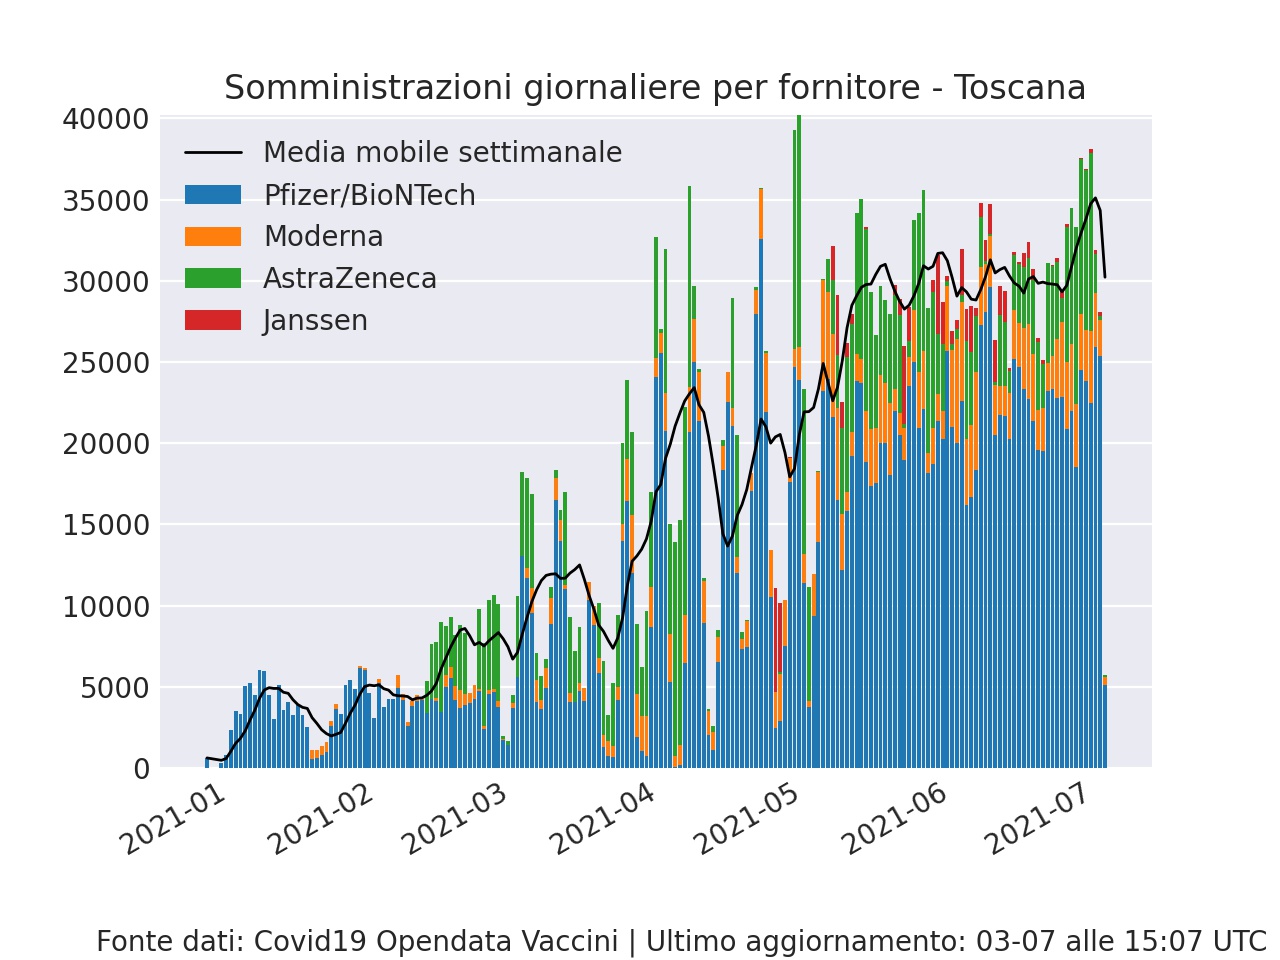 Somministrazioni giornaliere per fornitore - Toscana
40000
35000
30000
25000
20000
15000
10000
5000
0
Media mobile settimanale
Pfizer/BioNTech
Moderna
AstraZeneca
Janssen
2021-01
2021-02
2021-03
2021-04
2021-05
2021-06
2021-07
Fonte dati: Covid19 Opendata Vaccini | Ultimo aggiornamento: 03-07 alle 15:07 UTC